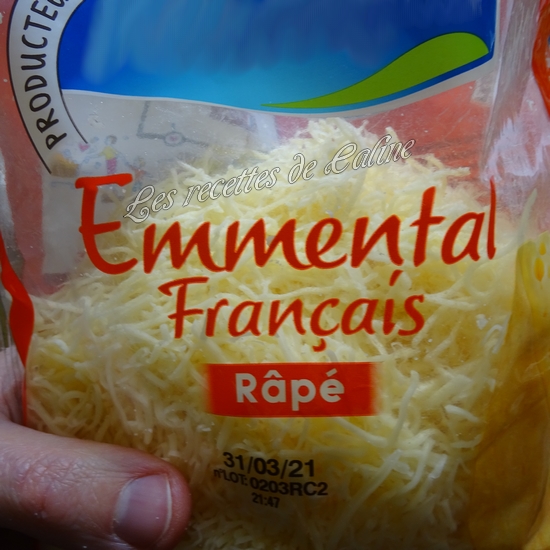 PRODUCTEU
Les recettes de Caline
Emmental
Français
Râpé
31/03/21
n°LOT:0203RC2
21:47